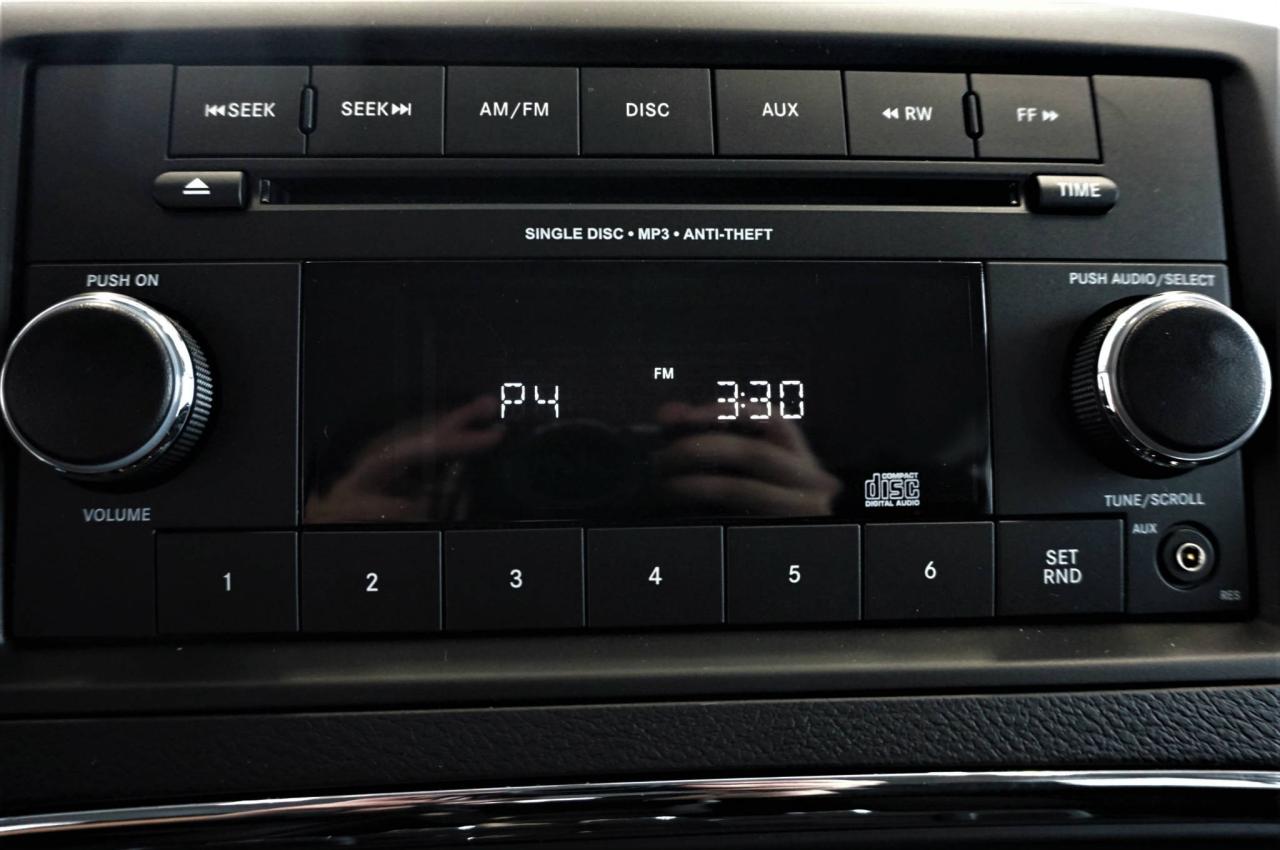 SEEK SEEK AM/FM DISC AUX RW FF
TIME
SINGLE DISC • MP3 • ANTI-THEFT
PUSH ON
PUSH AUDIO/SELECT
FM
P4 3:30
COMPACT
disc
DIGITAL AUDIO
VOLUME
TUNE/SCROLL
AUX
1 2 3 4 5 6 SET
RND
RES